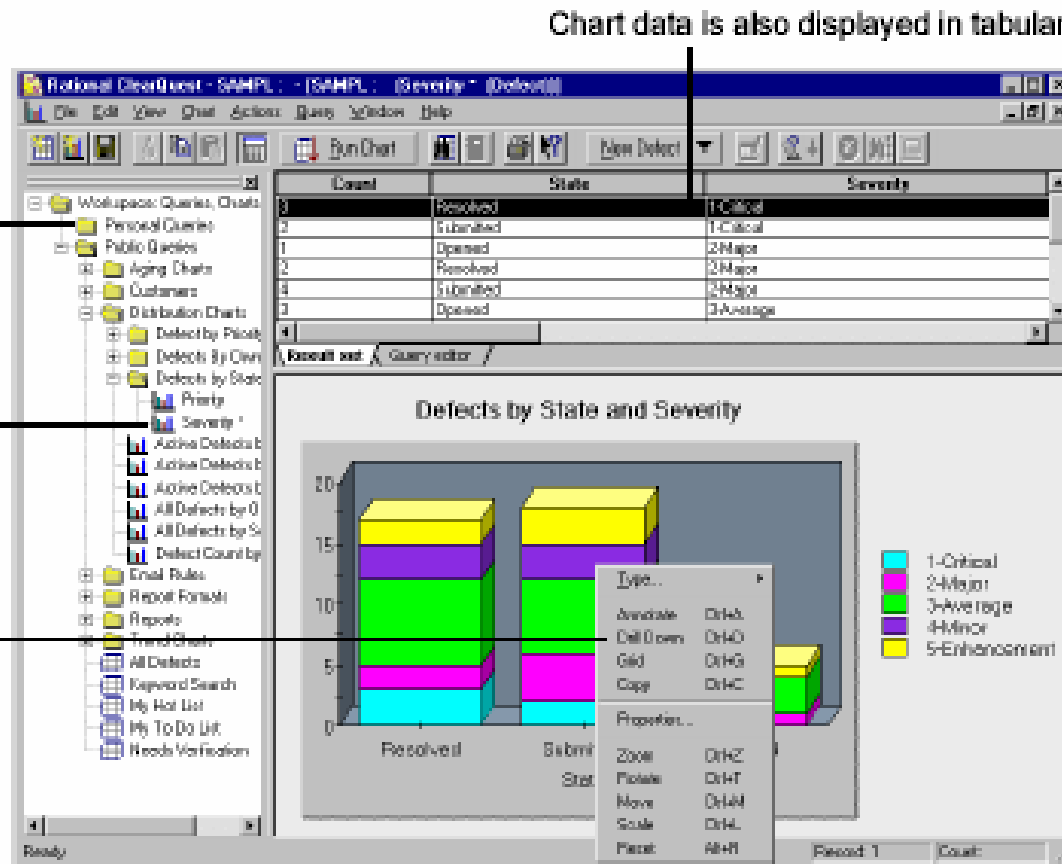 Chart data is also displayed in tabular
Rational ClearQuest - SAMPL : - [SAMPL : (Severity * (Defect))]
File Edit View Chart Actions Query Window Help
Run Chart New Defect
Count State Severity
3 Resolved 1-Critical
2 Submitted 1-Critical
1 Opened 2-Major
2 Resolved 2-Major
4 Submitted 2-Major
3 Opened 3-Average
Result set Query editor
Workspace: Queries, Charts
Personal Queries
Public Queries
Aging Charts
Customers
Distribution Charts
Defect by Priority
Defects By Own
Defects by State
Priority
Severity *
Active Defects b
Active Defects b
Active Defects b
All Defects by O
All Defects by S
Defect Count by
Email Rules
Report Formats
Reports
Trend Charts
All Defects
Keyword Search
My Hot List
My To Do List
Needs Verification
Defects by State and Severity
20
15
10
5
0
Resolved Submi
Stat
1-Critical
2-Major
3-Average
4-Minor
5-Enhancement
Type...
Annotate Ctrl+A
Drill Down Ctrl+D
Grid Ctrl+G
Copy Ctrl+C
Properties...
Zoom Ctrl+Z
Rotate Ctrl+T
Move Ctrl+M
Scale Ctrl+L
Reset Alt+R
Ready Record: 1 Count: